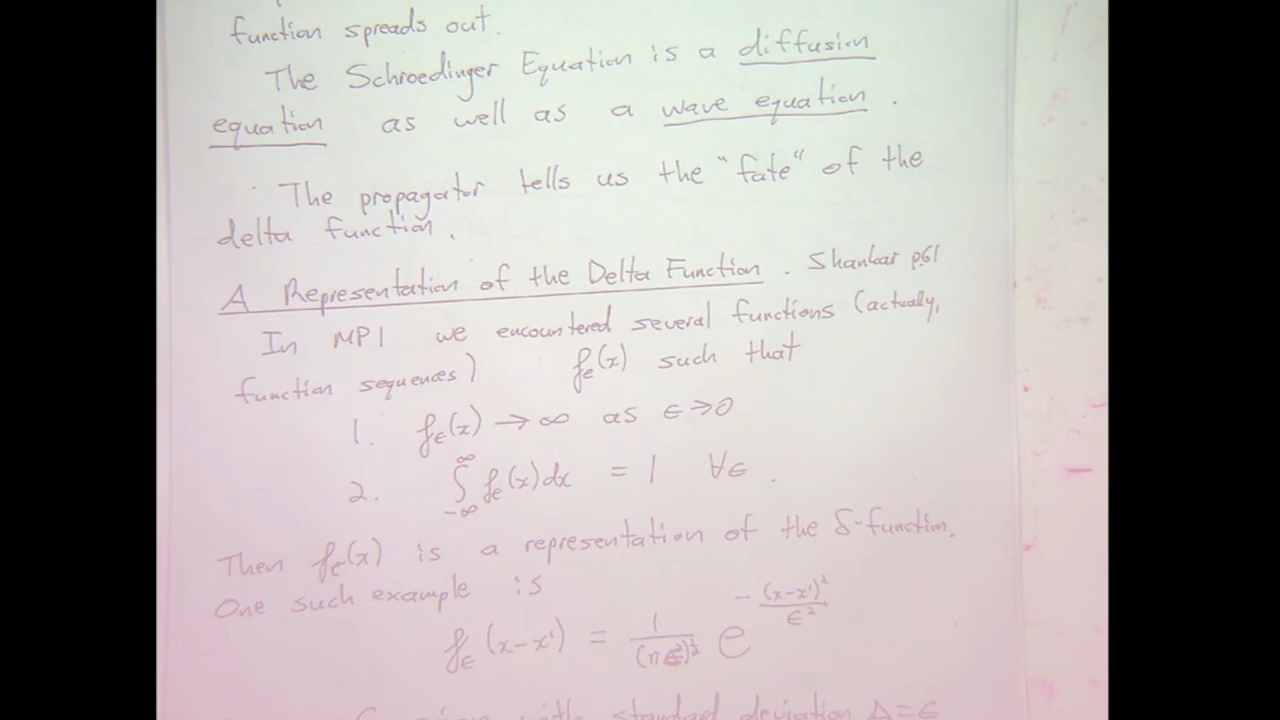 function spreads out.
The Schroedinger Equation is a diffusion
equation as well as a wave equation.
The propagator tells us the "fate" of the
delta function.
A Representation of the Delta Function. Shankar p61
In MP1 we encountered several functions (actually,
function sequences) fϵ(x) such that
1. fϵ(x) → ∞ as ϵ→0
2. ∫_{-∞}^{∞} fϵ(x)dx = 1 ∀ϵ.
Then fϵ(x) is a representation of the δ-function.
One such example is
fϵ(x-x') = 1/(πϵ²)^{1/2} e^{-(x-x')²/ϵ²}
with standard deviation Δ=ϵ